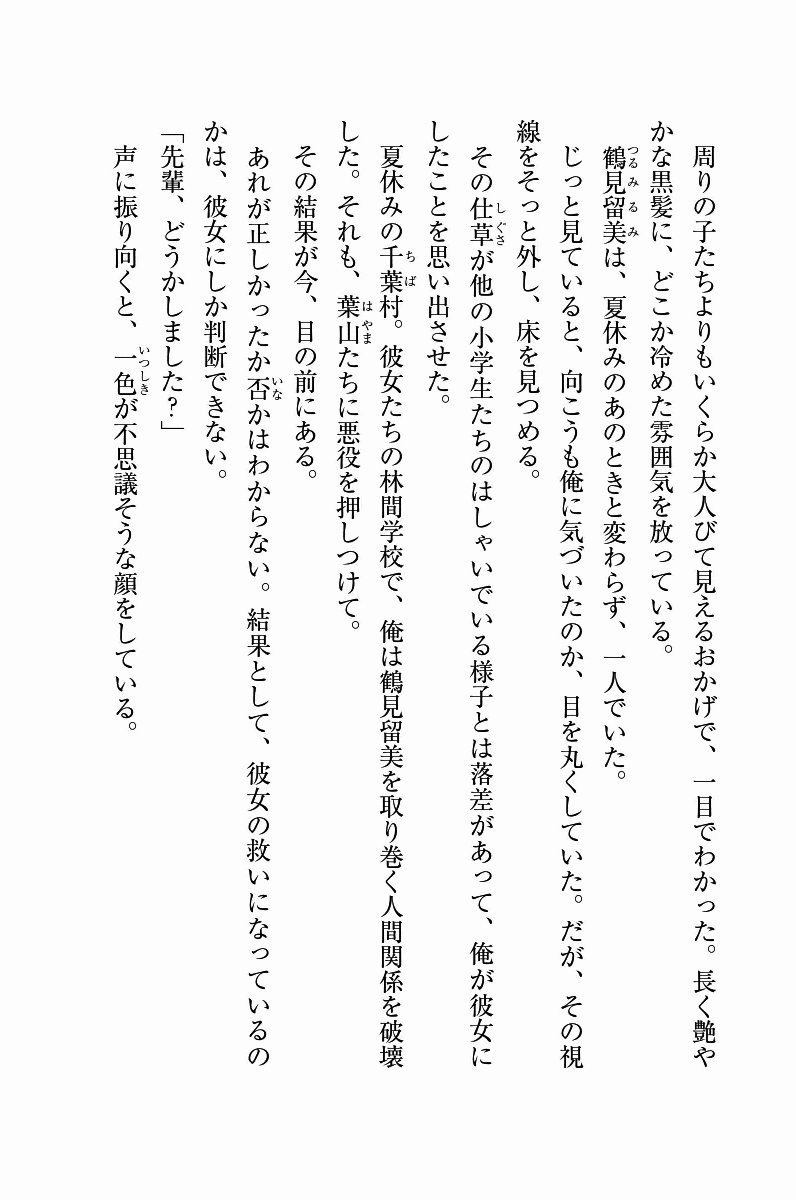 周りの子たちよりもいくらか大人びて見えるおかげで、一目でわかった。長く艶や
かな黒髪に、どこか冷めた雰囲気を放っている。
鶴見留美は、夏休みのあのときと変わらず、一人でいた。
じっと見ていると、向こうも俺に気づいたのか、目を丸くしていた。だが、その視
線をそっと外し、床を見つめる。
その仕草が他の小学生たちのはしゃいでいる様子とは落差があって、俺が彼女に
したことを思い出させた。
夏休みの千葉村。彼女たちの林間学校で、俺は鶴見留美を取り巻く人間関係を破壊
した。それも、葉山たちに悪役を押しつけて。
その結果が今、目の前にある。
あれが正しかったか否かはわからない。結果として、彼女の救いになっているの
かは、彼女にしか判断できない。
「先輩、どうかしました？」
声に振り向くと、一色が不思議そうな顔をしている。